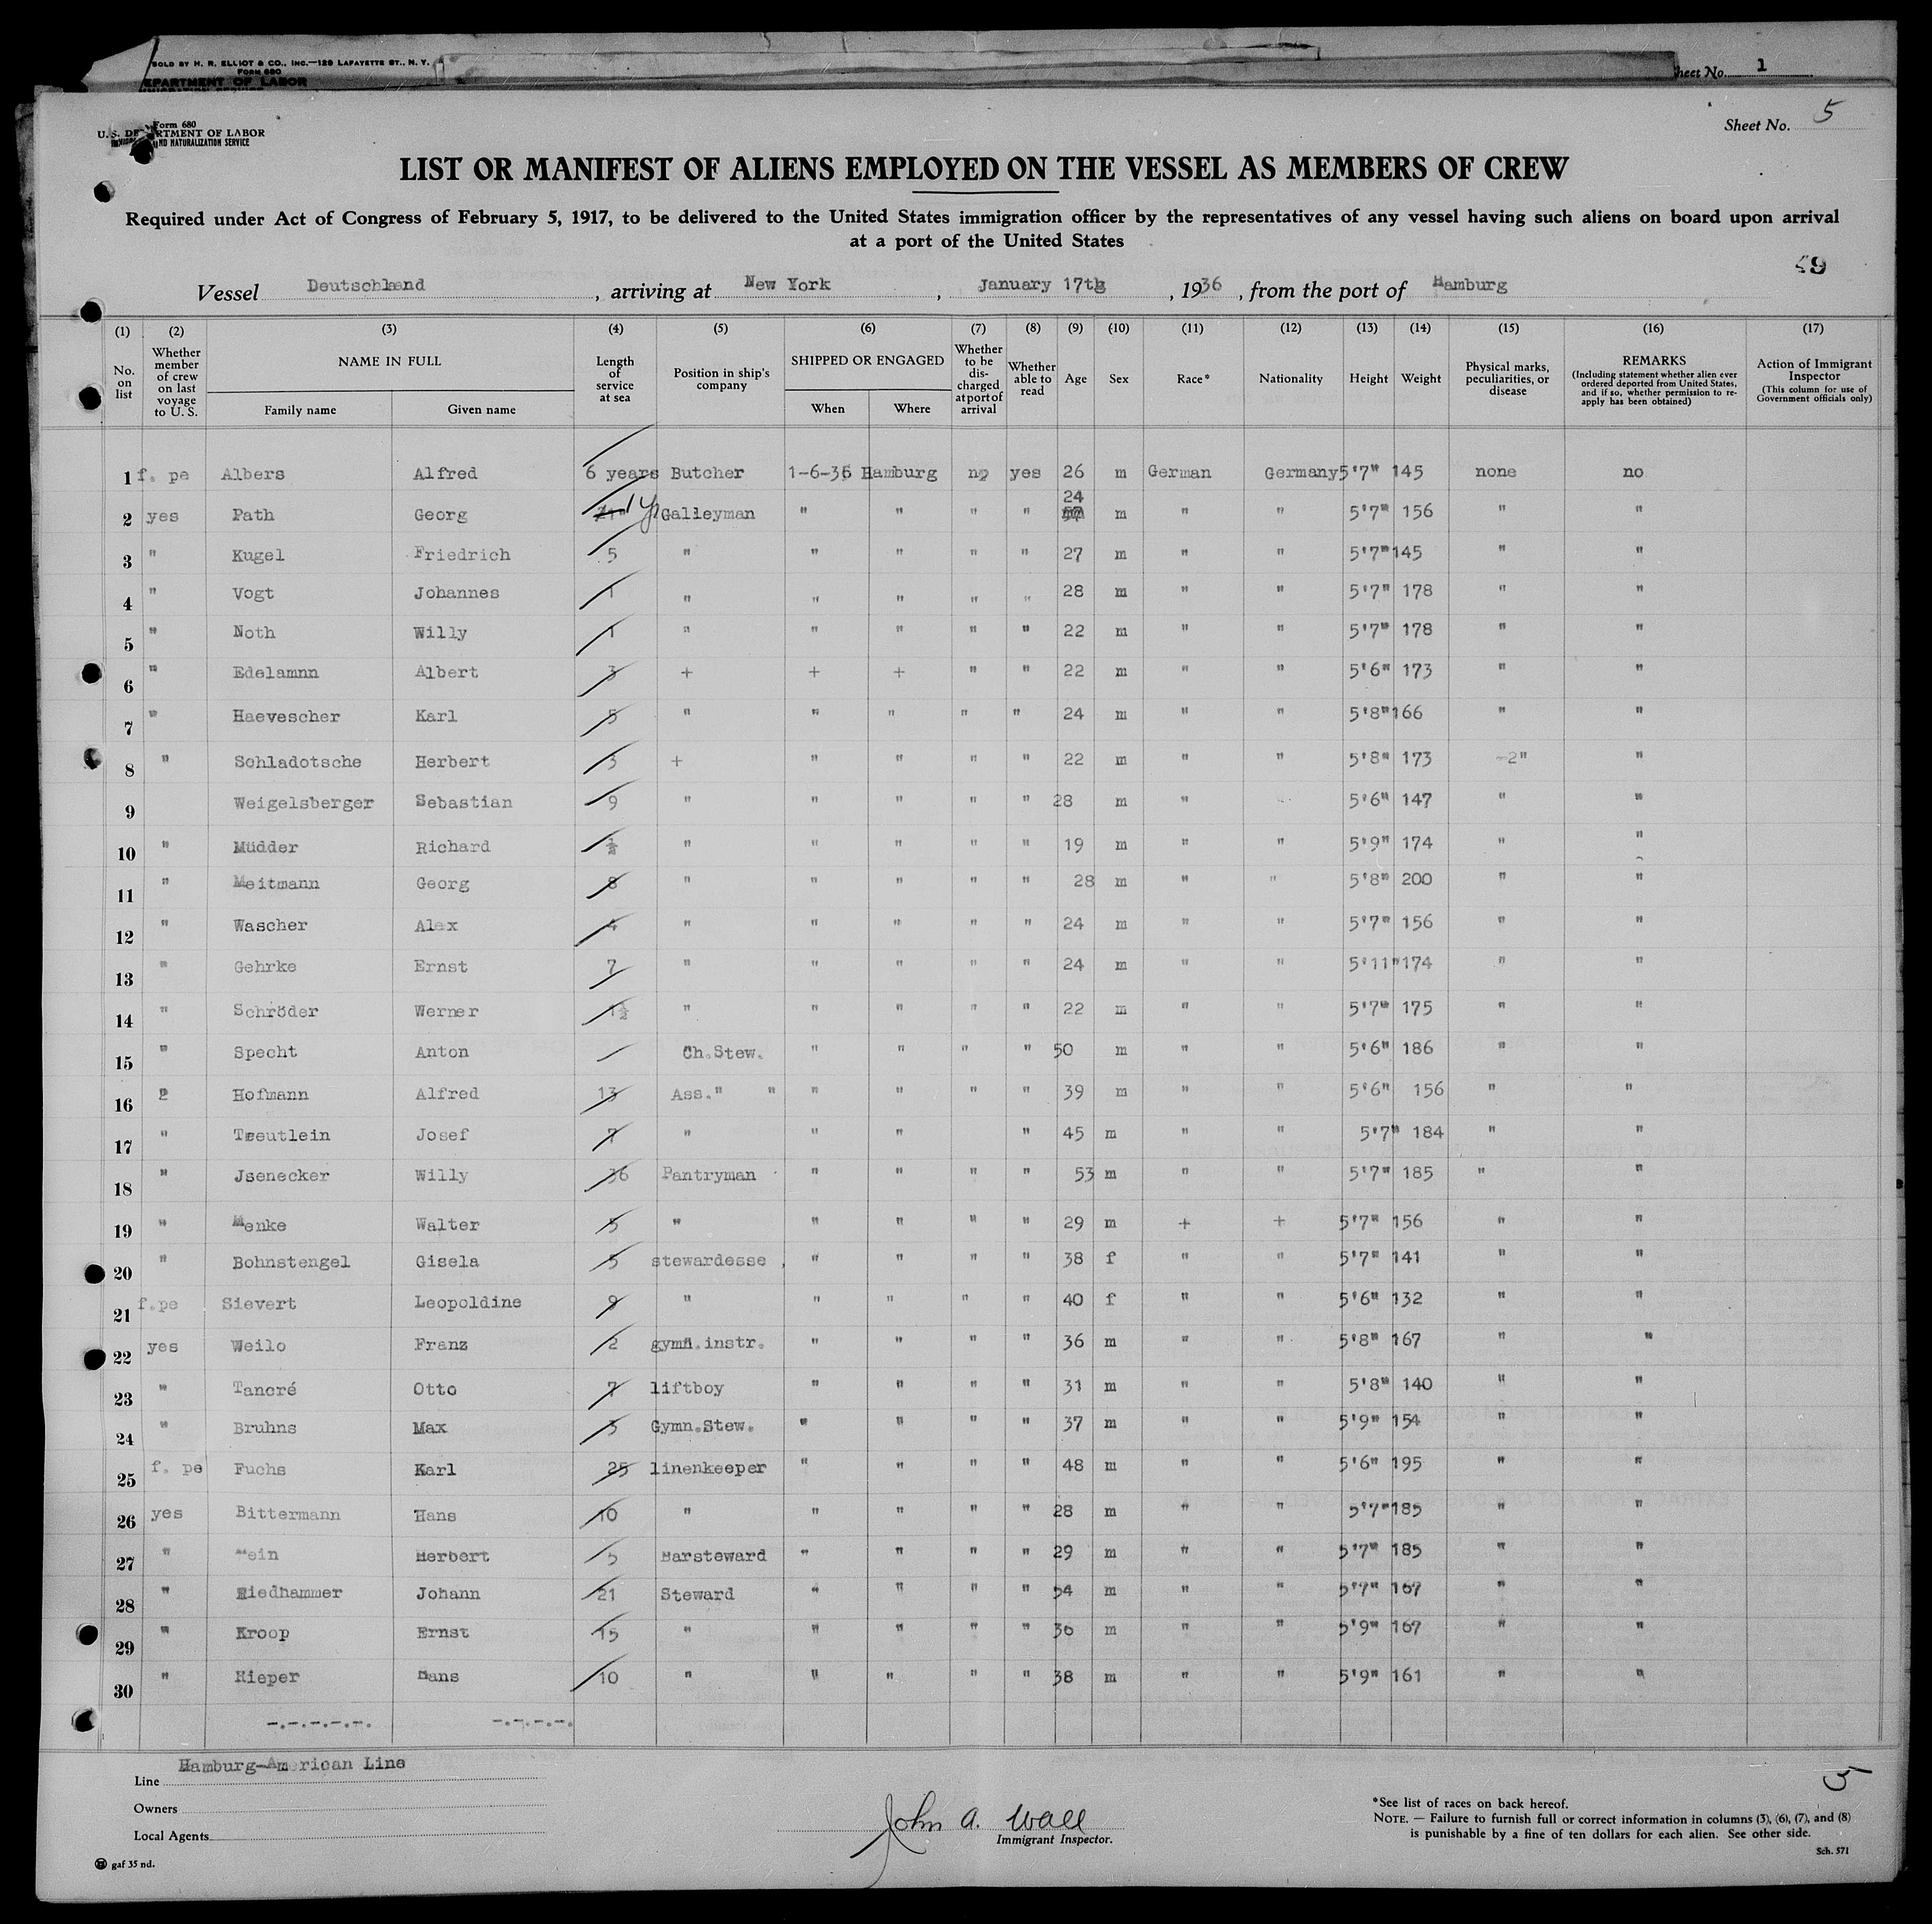 SOLD BY H. R. ELLIOT & CO., INC.—129 LAFAYETTE ST., N. Y.
FORM 680
EPARTMENT OF LABOR
heet No. 1
Form 680
U. S. DE RTMENT OF LABOR
ND NATURALIZATION SERVICE
Sheet No. 5
LIST OR MANIFEST OF ALIENS EMPLOYED ON THE VESSEL AS MEMBERS OF CREW
Required under Act of Congress of February 5, 1917, to be delivered to the United States immigration officer by the representatives of any vessel having such aliens on board upon arrival
at a port of the United States
49
Vessel Deutschland , arriving at New York , January 17th , 1936 , from the port of Hamburg
(1) (2) (3) (4) (5) (6) (7) (8) (9) (10) (11) (12) (13) (14) (15) (16) (17)
No. on list Whether member of crew on last voyage to U. S. NAME IN FULL Family name Given name Length of service at sea Position in ship's company SHIPPED OR ENGAGED When Where Whether to be discharged at port of arrival Whether able to read Age Sex Race* Nationality Height Weight Physical marks, peculiarities, or disease REMARKS (Including statement whether alien ever ordered deported from United States, and if so, whether permission to reapply has been obtained) Action of Immigrant Inspector (This column for use of Government officials only)
1 f. pe Albers Alfred 6 years Butcher 1-6-36 Hamburg no yes 26 m German Germany 5'7" 145 none no
2 yes Path Georg 1 yr Galleyman " " " " 24 m " " 5'7" 156 " "
3 " Kugel Friedrich 5 " " " " " 27 m " " 5'7" 145 " "
4 " Vogt Johannes 1 " " " " " 28 m " " 5'7" 178 " "
5 " Noth Willy 1 " " " " " 22 m " " 5'7" 178 " "
6 " Edelamnn Albert 3 + + + " " 22 m " " 5'6" 173 " "
7 " Haevescher Karl 5 " " " " " 24 m " " 5'8" 166 " "
8 " Sohladotsche Herbert 3 + " " " " 22 m " " 5'8" 173 -2" "
9 Weigelsberger Sebastian 9 " " " " " 28 m " 5'6" 147 " "
10 " Müdder Richard ½ " " " " " 19 m " " 5'9" 174 " "
11 " Meitmann Georg 8 " " " " " 28 m " " 5'8" 200 " "
12 " Wascher Alex 4 " " " " " 24 m " " 5'7" 156 " "
13 " Gehrke Ernst 7 " " " " " 24 m " " 5'11" 174 " "
14 " Schröder Werner 1½ " " " " " 22 m " " 5'7" 175 " "
15 " Specht Anton Ch.Stew. " " " " 50 m " " 5'6" 186 " "
16 Hofmann Alfred 13 Ass." " " " " " 39 m " " 5'6" 156 " "
17 " Treutlein Josef 7 " " " " 45 m " " 5'7" 184 " "
18 " Jsenecker Willy 36 Pantryman " " " " 53 m " " 5'7" 185 " "
19 " Menke Walter 5 " " " " " 29 m + + 5'7" 156 " "
20 " Bohnstengel Gisela 5 stewardesse " " " " 38 f " " 5'7" 141 " "
21 f.pe Sievert Leopoldine 9 " " " " " 40 f " " 5'6" 132 " "
22 yes Weilo Franz 2 gymn.instr. " " " " 36 m " " 5'8" 167 " "
23 " Tancré Otto 7 liftboy " " " " 31 m " " 5'8" 140 " "
24 " Bruhns Max 3 Gymn.Stew. " " " " 37 m " " 5'9" 154 " "
25 f. pe Fuchs Karl 25 linenkeeper " " " " 48 m " " 5'6" 195 " "
26 yes Bittermann Hans 10 " " " " " 28 m " " 5'7" 185 " "
27 " Herbert 5 Barsteward " " " " 29 m " " 5'7" 185 " "
28 " Riedhammer Johann 21 Steward " " " " 54 m " " 5'7" 167 " "
29 " Kroop Ernst 15 " " " " " 36 m " " 5'9" 167 " "
30 " Rieper Hans 10 " " " " " 38 m " " 5'9" 161 " "
-.-.-.-.-.-. -.-.-.-.-.
Line Hamburg-American Line
Owners
Local Agents
John A. Wall
Immigrant Inspector.
5
*See list of races on back hereof.
NOTE. — Failure to furnish full or correct information in columns (3), (6), (7), and (8)
is punishable by a fine of ten dollars for each alien. See other side.
Sch. 571
gaf 35 nd.